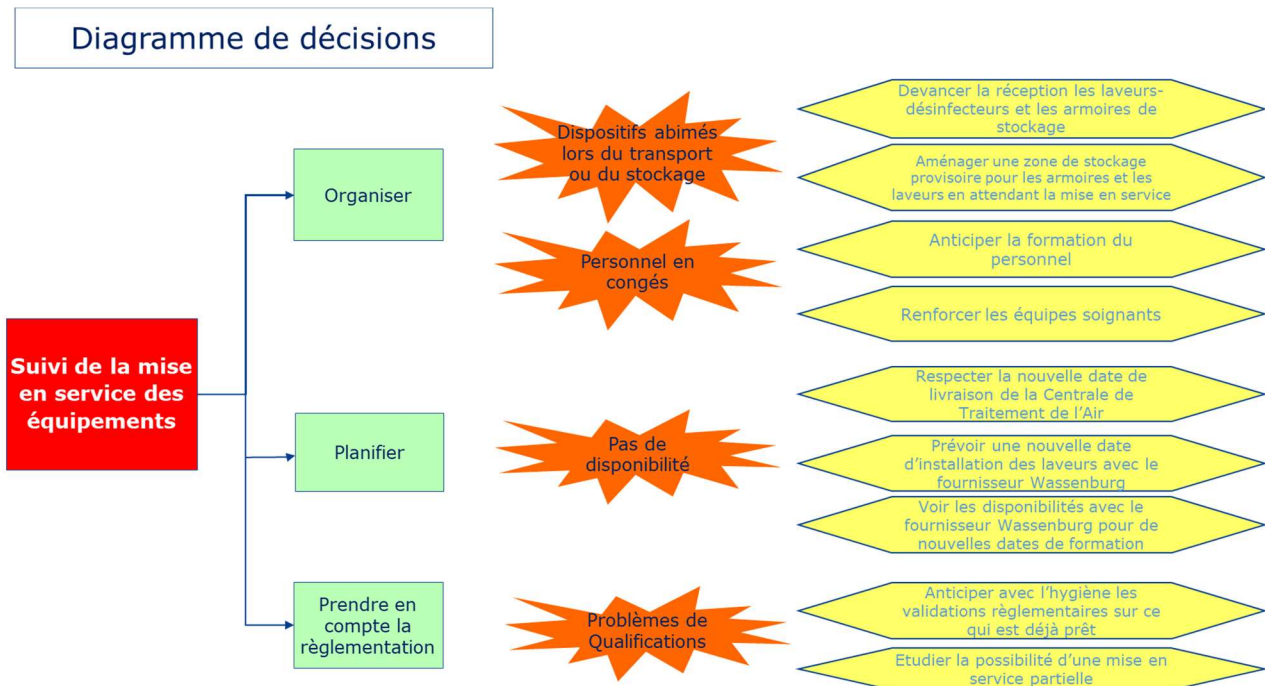 Diagramme de décisions
Suivi de la mise
en service des
équipements
Organiser
Dispositifs abimés
lors du transport
ou du stockage
Devancer la réception les laveurs-
désinfecteurs et les armoires de
stockage
Aménager une zone de stockage
provisoire pour les armoires et les
laveurs en attendant la mise en service
Personnel en
congés
Anticiper la formation du
personnel
Renforcer les équipes soignants
Planifier
Pas de
disponibilité
Respecter la nouvelle date de
livraison de la Centrale de
Traitement de l’Air
Prévoir une nouvelle date
d’installation des laveurs avec le
fournisseur Wassenburg
Voir les disponibilités avec le
fournisseur Wassenburg pour de
nouvelles dates de formation
Prendre en
compte la
règlementation
Problèmes de
Qualifications
Anticiper avec l’hygiène les
validations règlementaires sur ce
qui est déjà prêt
Etudier la possibilité d’une mise en
service partielle